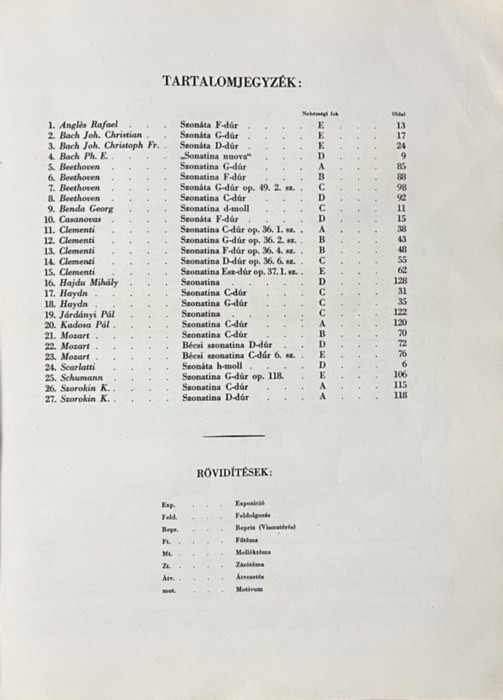 TARTALOMJEGYZÉK:
Nehézségi fok Oldal
1. Anglès Rafael . . . Szonáta F-dúr . . . . E . . . 13
2. Bach Joh. Christian . Szonáta G-dúr . . . . E . . . 17
3. Bach Joh. Christoph Fr. . Szonáta D-dúr . . . . E . . . 24
4. Bach Ph. E. . . . „Sonatina nuova" . . . D . . . 9
5. Beethoven . . . . Szonatina G-dúr . . . A . . . 85
6. Beethoven . . . . Szonatina F-dúr . . . B . . . 88
7. Beethoven . . . . Szonáta G-dúr op. 49. 2. sz. . C . . . 98
8. Beethoven . . . . Szonatina C-dúr . . . D . . . 92
9. Benda Georg . . . Szonatina d-moll . . . C . . . 11
10. Casanovas . . . . Szonáta F-dúr . . . . D . . . 15
11. Clementi . . . . Szonatina C-dúr op. 36. 1. sz. . A . . . 38
12. Clementi . . . . Szonatina G-dúr op. 36. 2. sz. . B . . . 43
13. Clementi . . . . Szonatina F-dúr op. 36. 4. sz. . B . . . 48
14. Clementi . . . . Szonatina D-dúr op. 36. 6. sz. . C . . . 55
15. Clementi . . . . Szonatina Esz-dúr op. 37. 1. sz. . E . . . 62
16. Hajdu Mihály . . . Szonatina . . . . D . . . 128
17. Haydn . . . . Szonatina C-dúr . . . C . . . 31
18. Haydn . . . . Szonatina G-dúr . . . C . . . 35
19. Járdányi Pál . . . Szonatina . . . . C . . . 122
20. Kadosa Pál . . . . Szonatina C-dúr . . . A . . . 120
21. Mozart . . . . Szonatina C-dúr . . . B . . . 70
22. Mozart . . . . Bécsi szonatina D-dúr . . D . . . 72
23. Mozart . . . . Bécsi szonatina C-dúr 6. sz. . E . . . 76
24. Scarlatti . . . . Szonáta h-moll . . . D . . . 6
25. Schumann . . . . Szonatina G-dúr op. 118. . E . . . 106
26. Szorokin K. . . . Szonatina C-dúr . . . A . . . 115
27. Szorokin K. . . . Szonatina D-dúr . . . A . . . 118
RÖVIDÍTÉSEK:
Exp. . . . Expozíció
Feld. . . . Feldolgozás
Repr. . . . Repríz (Visszatérés)
Ft. . . . Főtéma
Mt. . . . Melléktéma
Zt. . . . Zárótéma
Átv. . . . Átvezetés
mot. . . . Motívum